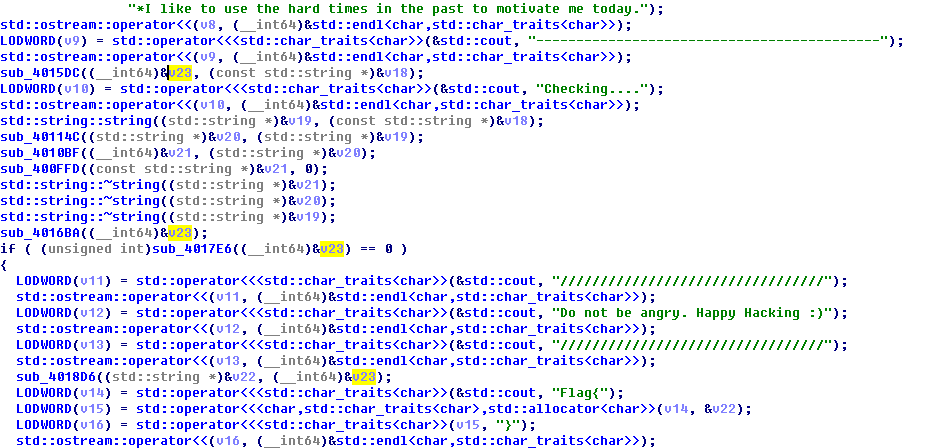 "*I like to use the hard times in the past to motivate me today.");
std::ostream::operator<<(v8, (__int64)&std::endl<char,std::char_traits<char>>);
LODWORD(v9) = std::operator<<<std::char_traits<char>>(&std::cout, "-------------------------------------------");
std::ostream::operator<<(v9, (__int64)&std::endl<char,std::char_traits<char>>);
sub_4015DC((__int64)&v23, (const std::string *)&v18);
LODWORD(v10) = std::operator<<<std::char_traits<char>>(&std::cout, "Checking....");
std::ostream::operator<<(v10, (__int64)&std::endl<char,std::char_traits<char>>);
std::string::string((std::string *)&v19, (const std::string *)&v18);
sub_40114C((std::string *)&v20, (std::string *)&v19);
sub_4010BF((__int64)&v21, (std::string *)&v20);
sub_400FFD((const std::string *)&v21, 0);
std::string::~string((std::string *)&v21);
std::string::~string((std::string *)&v20);
std::string::~string((std::string *)&v19);
sub_4016BA((__int64)&v23);
if ( (unsigned int)sub_4017E6((__int64)&v23) == 0 )
{
LODWORD(v11) = std::operator<<<std::char_traits<char>>(&std::cout, "/////////////////////////////////");
std::ostream::operator<<(v11, (__int64)&std::endl<char,std::char_traits<char>>);
LODWORD(v12) = std::operator<<<std::char_traits<char>>(&std::cout, "Do not be angry. Happy Hacking :)");
std::ostream::operator<<(v12, (__int64)&std::endl<char,std::char_traits<char>>);
LODWORD(v13) = std::operator<<<std::char_traits<char>>(&std::cout, "/////////////////////////////////");
std::ostream::operator<<(v13, (__int64)&std::endl<char,std::char_traits<char>>);
sub_4018D6((std::string *)&v22, (__int64)&v23);
LODWORD(v14) = std::operator<<<std::char_traits<char>>(&std::cout, "Flag{");
LODWORD(v15) = std::operator<<<char,std::char_traits<char>,std::allocator<char>>(v14, &v22);
LODWORD(v16) = std::operator<<<std::char_traits<char>>(v15, "}");
std::ostream::operator<<(v16, (__int64)&std::endl<char,std::char_traits<char>>);